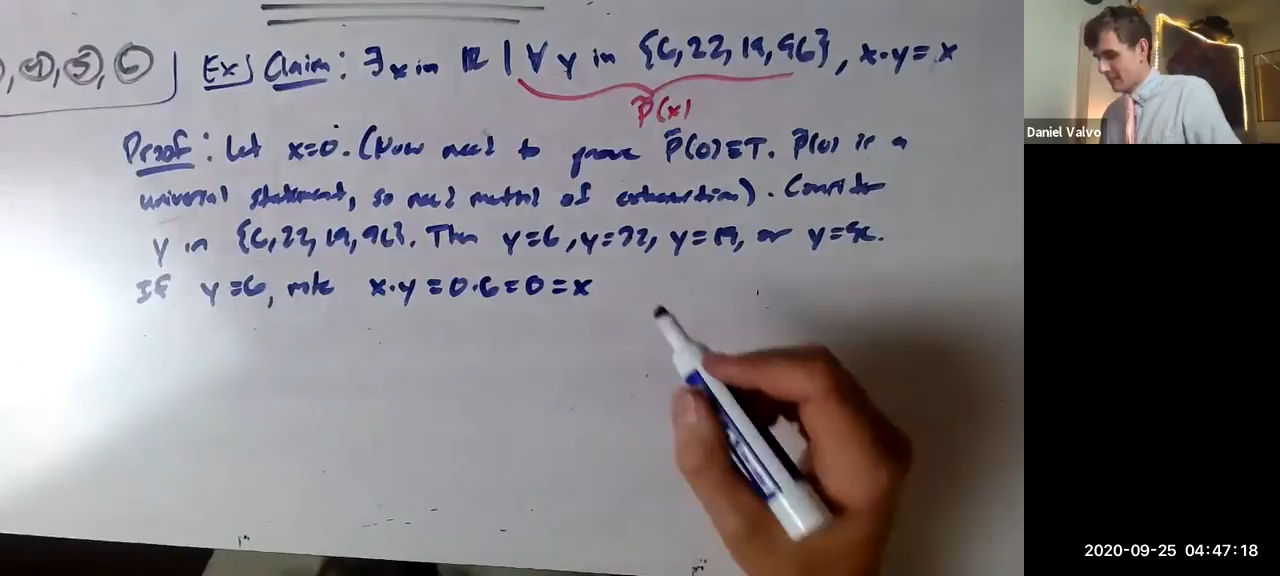 ④, ⑤, ⑥
Ex] Claim: ∃x in ℝ | ∀ y in {6, 22, 19, 96}, x·y = x
P̃(x)
Proof: Let x=0. (Now need to prove P̃(0)≡T. P̃(0) is a
universal statement, so need method of exhaustion). Consider
y in {6, 22, 19, 96}. Then y=6, y=22, y=19, or y=96.
If y=6, note x·y=0·6=0=x
Daniel Valvo
2020-09-25 04:47:18